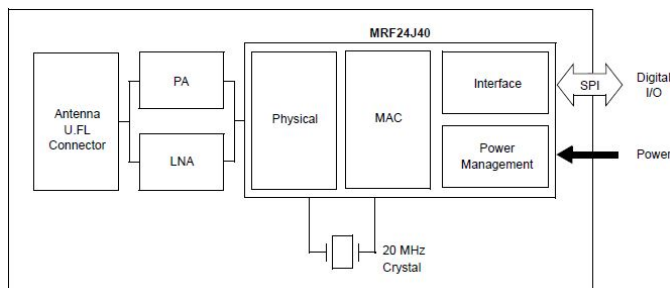 MRF24J40
Antenna
U.FL
Connector
PA
LNA
Physical
MAC
Interface
Power
Management
SPI
Digital
I/O
Power
20 MHz
Crystal